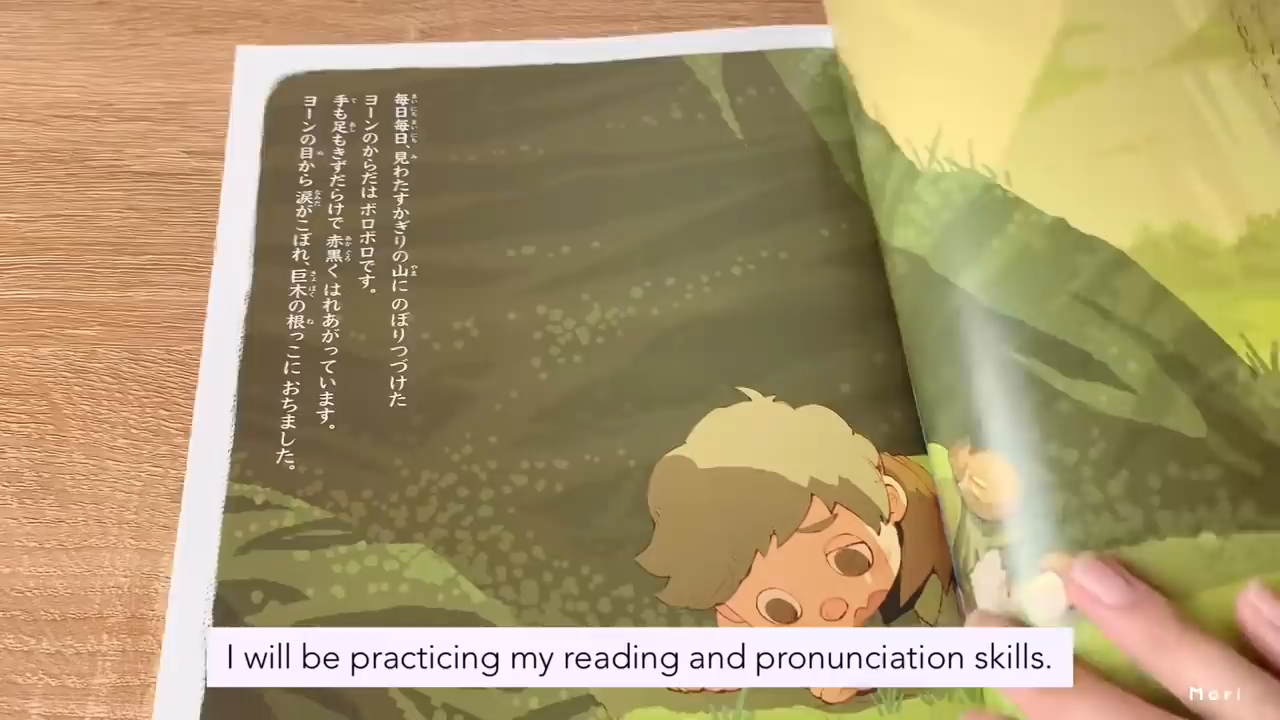 毎日毎日、見わたすかぎりの山に のぼりつづけた
ヨーンのからだは ボロボロです。
手も足もきずだらけで 赤黒く はれあがっています。
ヨーンの目から 涙がこぼれ、巨木の根っこに おちました。
I will be practicing my reading and pronunciation skills.
Mori